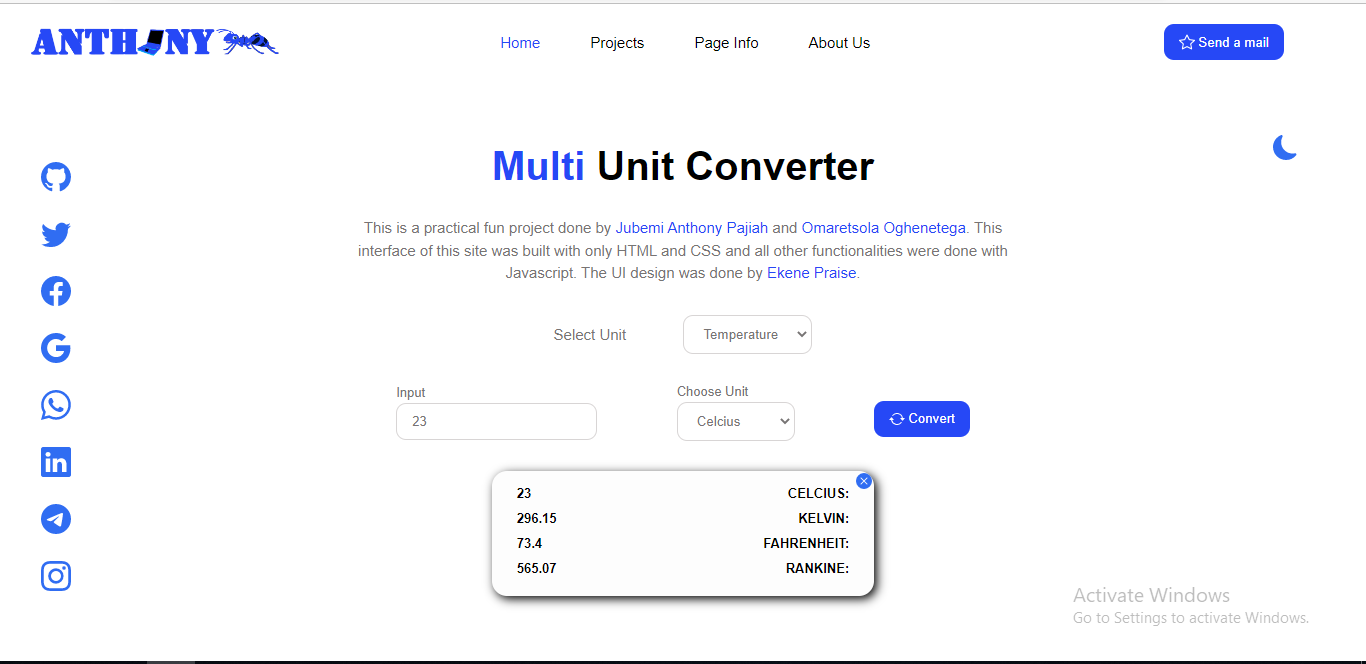 ANTHONY
Home
Projects
Page Info
About Us
Send a mail
Multi Unit Converter
This is a practical fun project done by Jubemi Anthony Pajiah and Omaretsola Oghenetega. This
interface of this site was built with only HTML and CSS and all other functionalities were done with
Javascript. The UI design was done by Ekene Praise.
Select Unit
Temperature
Input
Choose Unit
23
Celcius
Convert
23 CELCIUS:
296.15 KELVIN:
73.4 FAHRENHEIT:
565.07 RANKINE:
Activate Windows
Go to Settings to activate Windows.